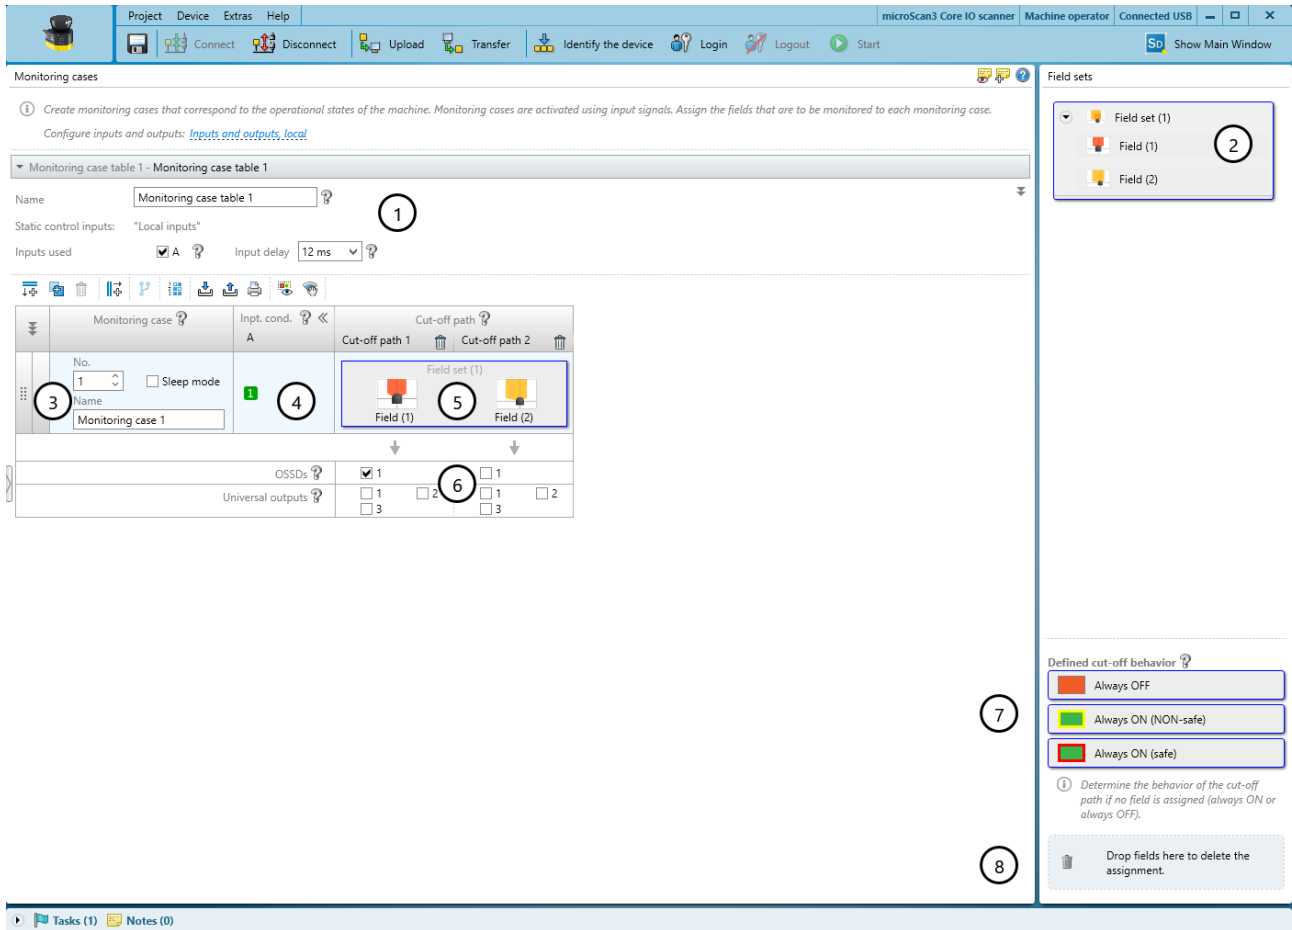 Project Device Extras Help microScan3 Core IO scanner Machine operator Connected USB
Connect Disconnect Upload Transfer Identify the device Login Logout Start SD Show Main Window
Monitoring cases
Create monitoring cases that correspond to the operational states of the machine. Monitoring cases are activated using input signals. Assign the fields that are to be monitored to each monitoring case.
Configure inputs and outputs: Inputs and outputs, local
Monitoring case table 1 - Monitoring case table 1
Name Monitoring case table 1
1
Static control inputs: "Local inputs"
Inputs used A Input delay 12 ms
Monitoring case Inpt. cond. Cut-off path
A Cut-off path 1 Cut-off path 2
No.
1 Sleep mode
Name
Monitoring case 1
3
1
4
Field set (1)
5
Field (1) Field (2)
OSSDs 1 1
6
Universal outputs 1 2 1 2
3 3
7
8
Field sets
Field set (1)
Field (1)
2
Field (2)
Defined cut-off behavior
Always OFF
Always ON (NON-safe)
Always ON (safe)
Determine the behavior of the cut-off
path if no field is assigned (always ON or
always OFF).
Drop fields here to delete the
assignment.
Tasks (1) Notes (0)